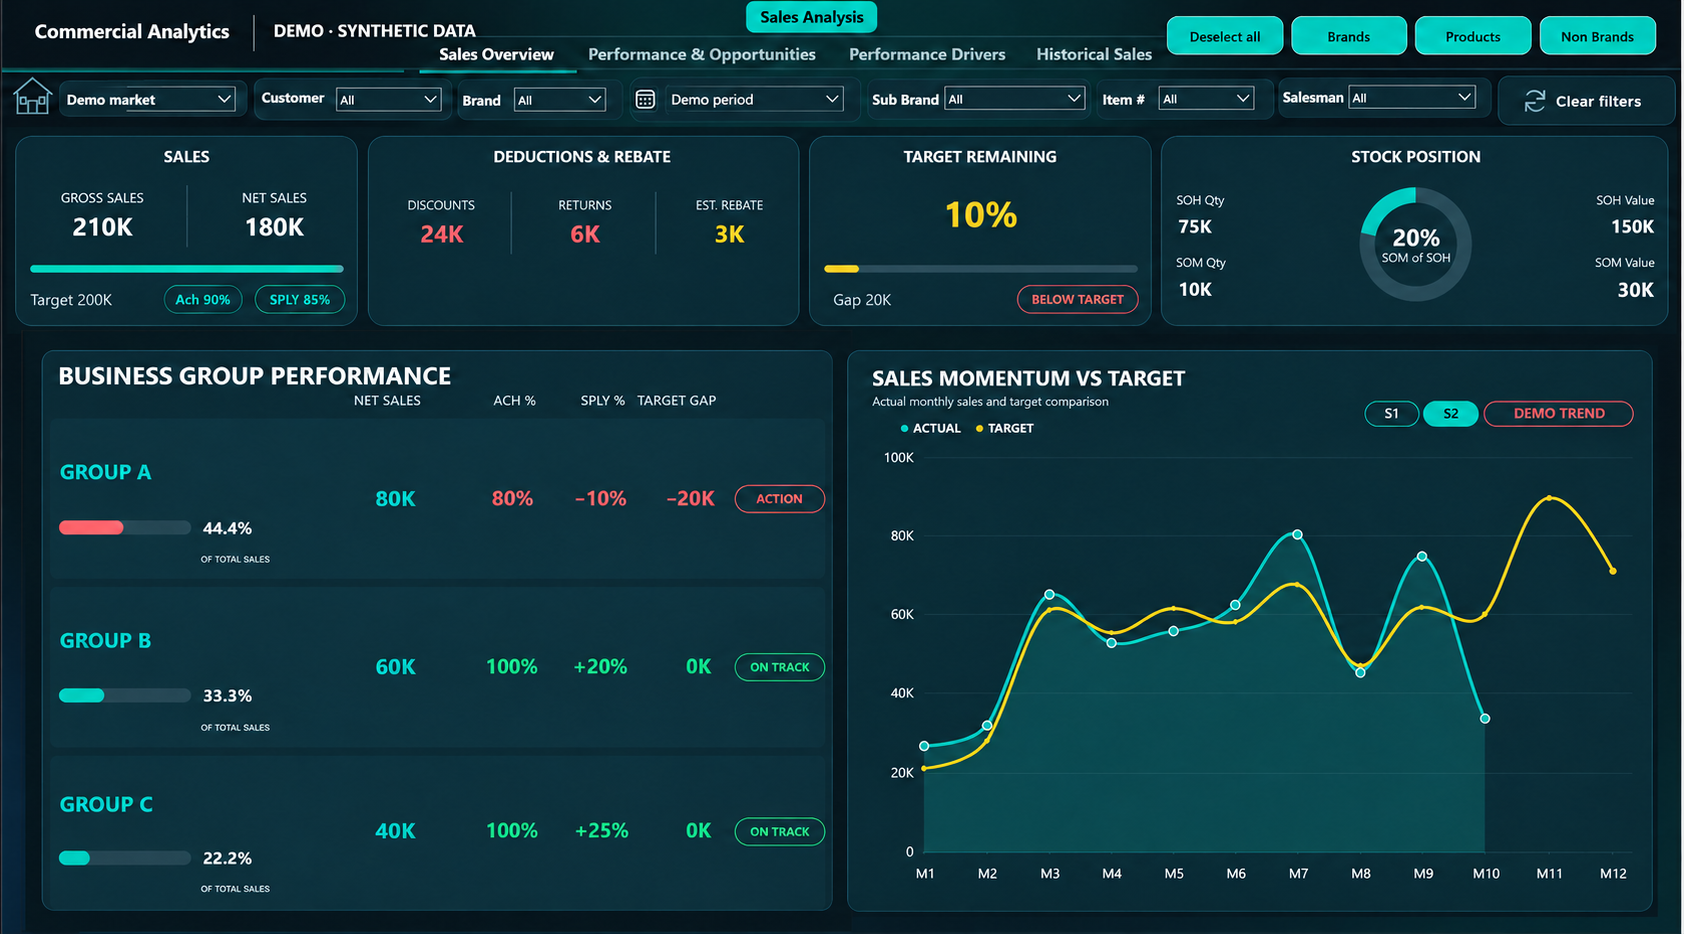 Commercial Analytics
DEMO · SYNTHETIC DATA
Sales Analysis
Sales Overview
Performance & Opportunities
Performance Drivers
Historical Sales
Deselect all
Brands
Products
Non Brands
Demo market
Customer All
Brand All
Demo period
Sub Brand All
Item # All
Salesman All
Clear filters
SALES
GROSS SALES
210K
NET SALES
180K
Target 200K
Ach 90%
SPLY 85%
DEDUCTIONS & REBATE
DISCOUNTS
24K
RETURNS
6K
EST. REBATE
3K
TARGET REMAINING
10%
Gap 20K
BELOW TARGET
STOCK POSITION
SOH Qty
75K
SOM Qty
10K
20%
SOM of SOH
SOH Value
150K
SOM Value
30K
BUSINESS GROUP PERFORMANCE
NET SALES ACH % SPLY % TARGET GAP
GROUP A
80K 80% −10% −20K ACTION
44.4%
OF TOTAL SALES
GROUP B
60K 100% +20% 0K ON TRACK
33.3%
OF TOTAL SALES
GROUP C
40K 100% +25% 0K ON TRACK
22.2%
OF TOTAL SALES
SALES MOMENTUM VS TARGET
Actual monthly sales and target comparison
ACTUAL TARGET
S1 S2 DEMO TREND
100K
80K
60K
40K
20K
0
M1 M2 M3 M4 M5 M6 M7 M8 M9 M10 M11 M12